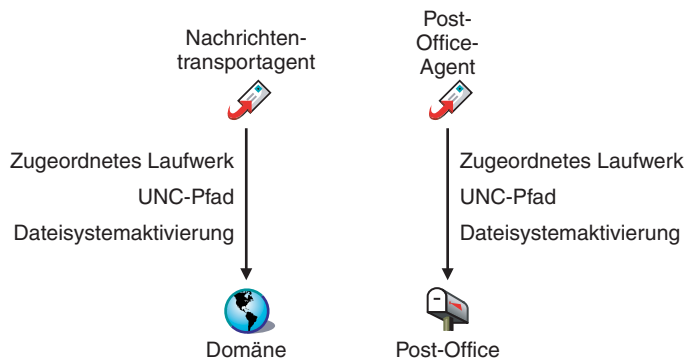 Nachrichten-
transportagent
Post-
Office-
Agent
Zugeordnetes Laufwerk
UNC-Pfad
Dateisystemaktivierung
Zugeordnetes Laufwerk
UNC-Pfad
Dateisystemaktivierung
Domäne
Post-Office